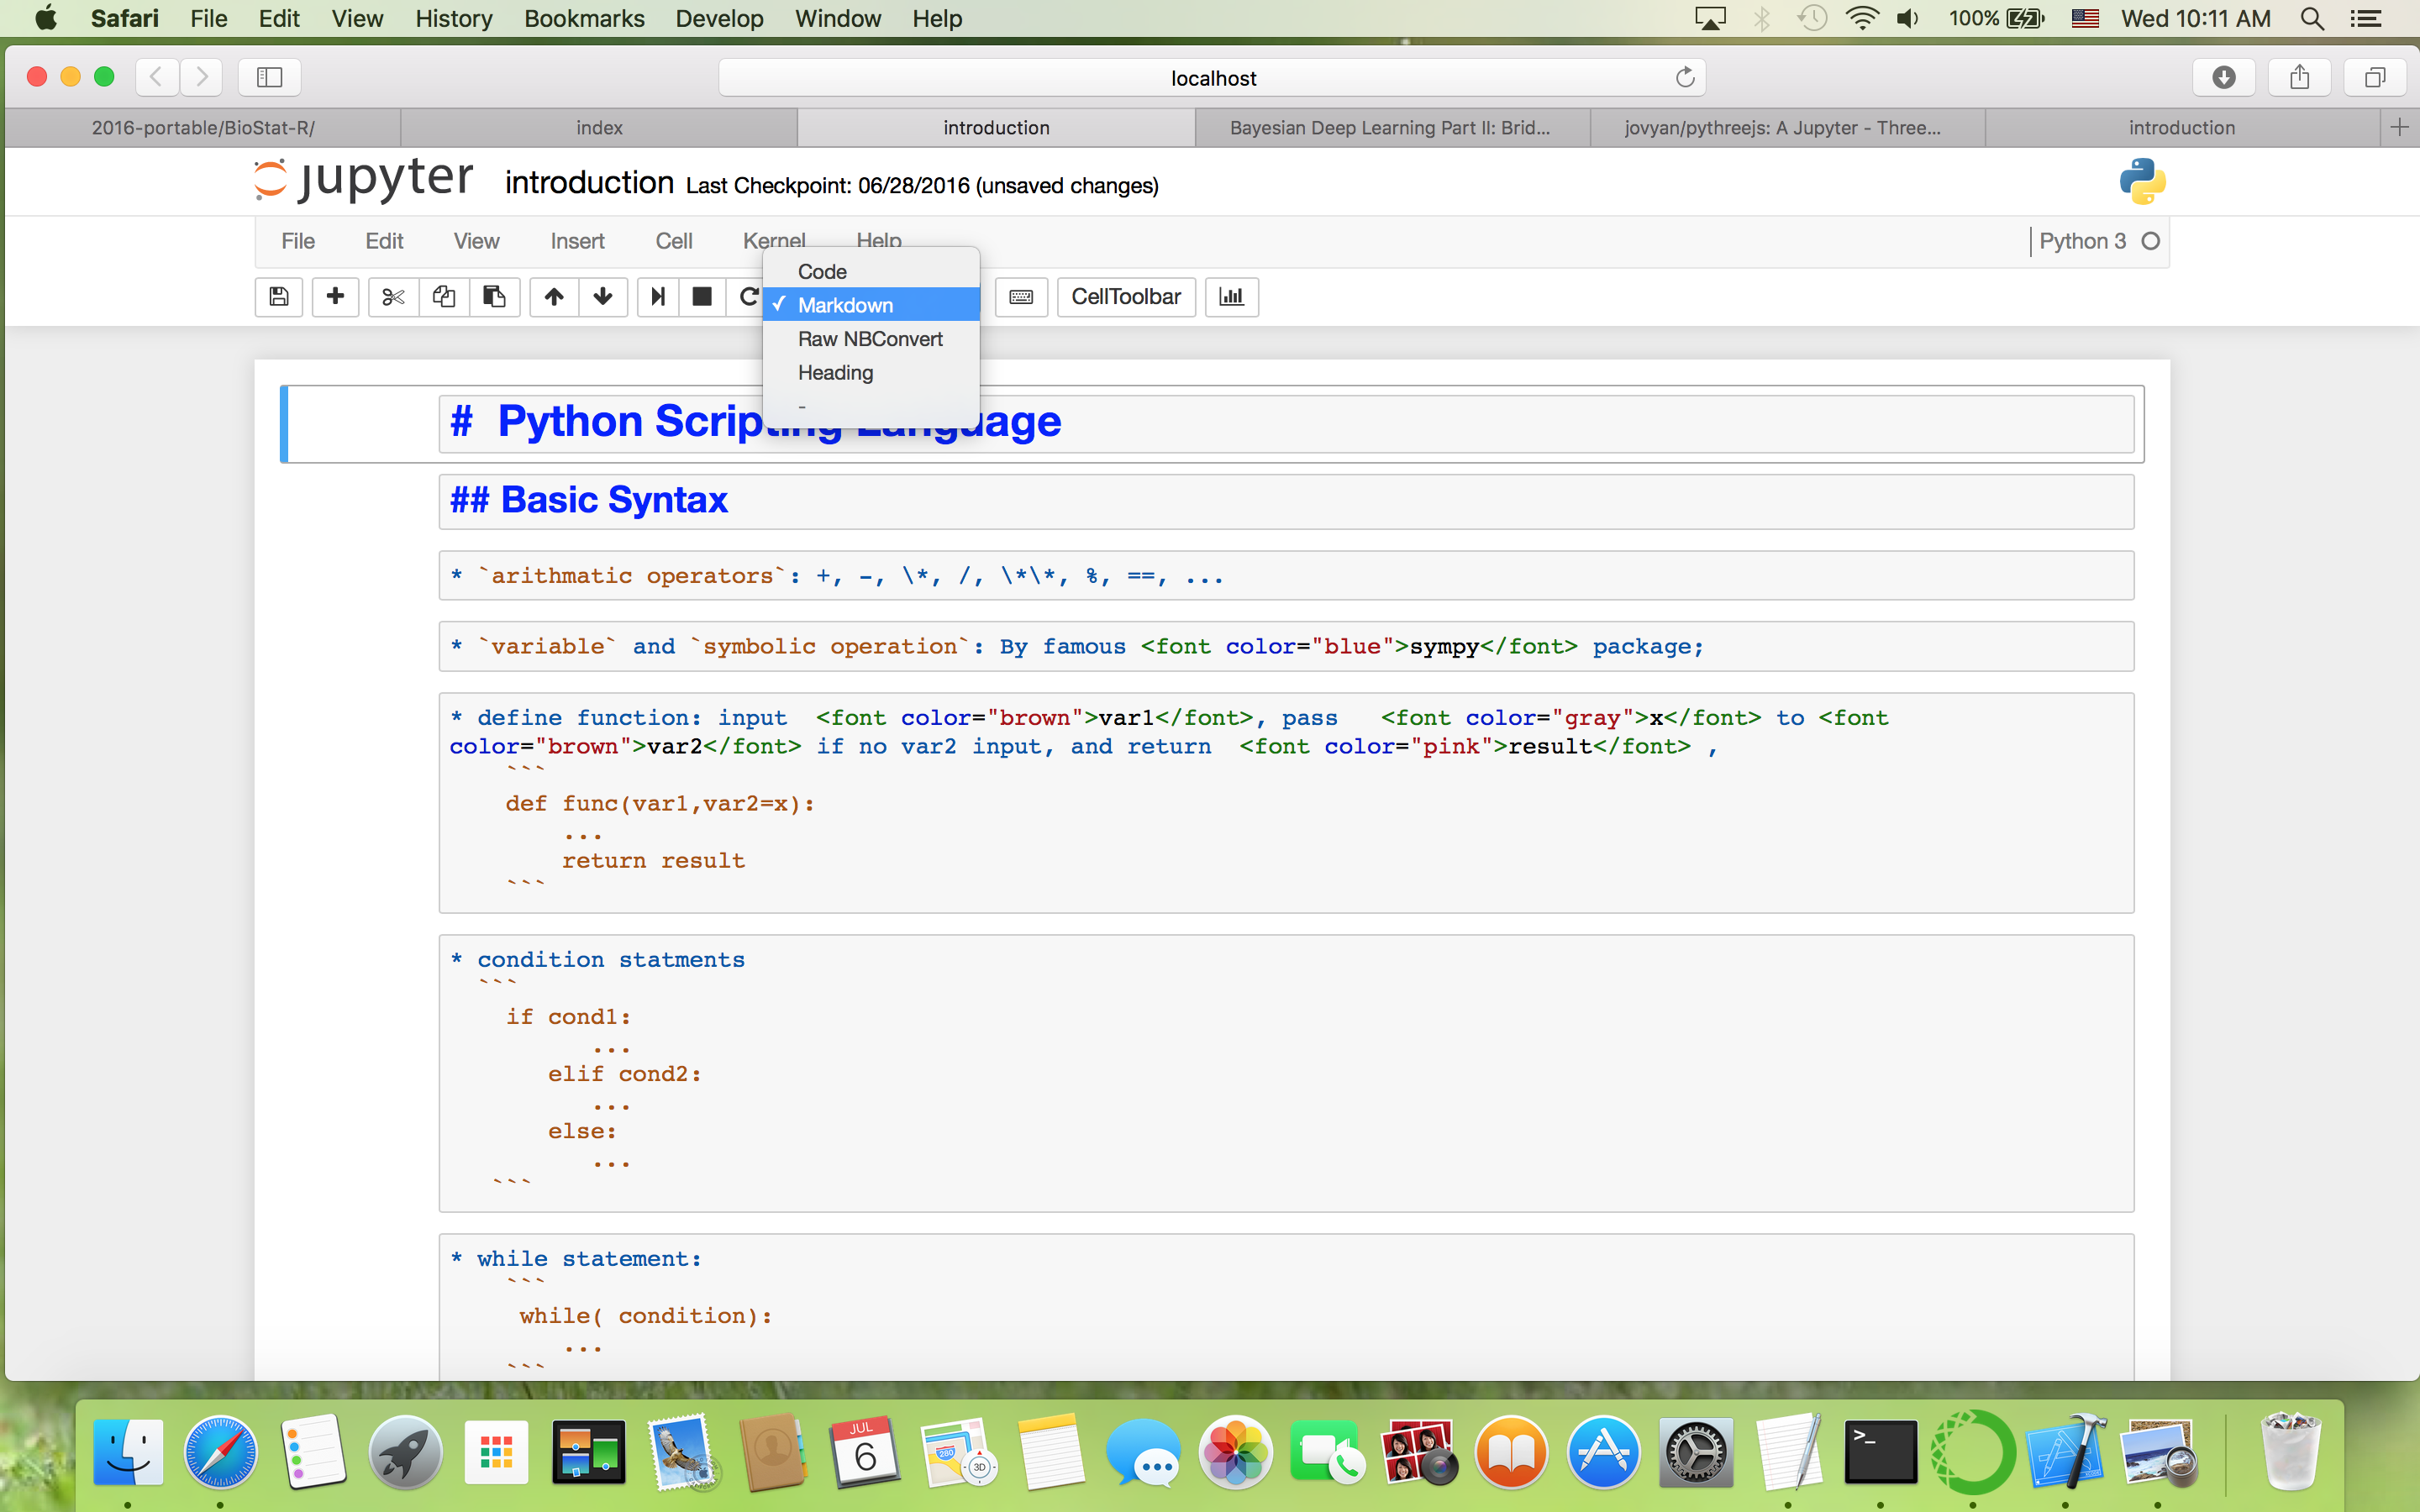 Safari File Edit View History Bookmarks Develop Window Help 100% Wed 10:11 AM
localhost
2016-portable/BioStat-R/ index introduction Bayesian Deep Learning Part II: Brid... jovyan/pythreejs: A Jupyter - Three... introduction
jupyter introduction Last Checkpoint: 06/28/2016 (unsaved changes)
File Edit View Insert Cell Kernel Help Python 3
CellToolbar
Code
✓ Markdown
Raw NBConvert
Heading
-
# Python Scripting Language
## Basic Syntax
* `arithmatic operators`: +, -, \*, /, \*\*, %, ==, ...
* `variable` and `symbolic operation`: By famous <font color="blue">sympy</font> package;
* define function: input  <font color="brown">var1</font>, pass   <font color="gray">x</font> to <font
color="brown">var2</font> if no var2 input, and return  <font color="pink">result</font> ,
```
def func(var1,var2=x):
...
return result
```
* condition statments
```
if cond1:
...
elif cond2:
...
else:
...
```
* while statement:
```
while( condition):
...
```
JUL
6
280
3D
>_